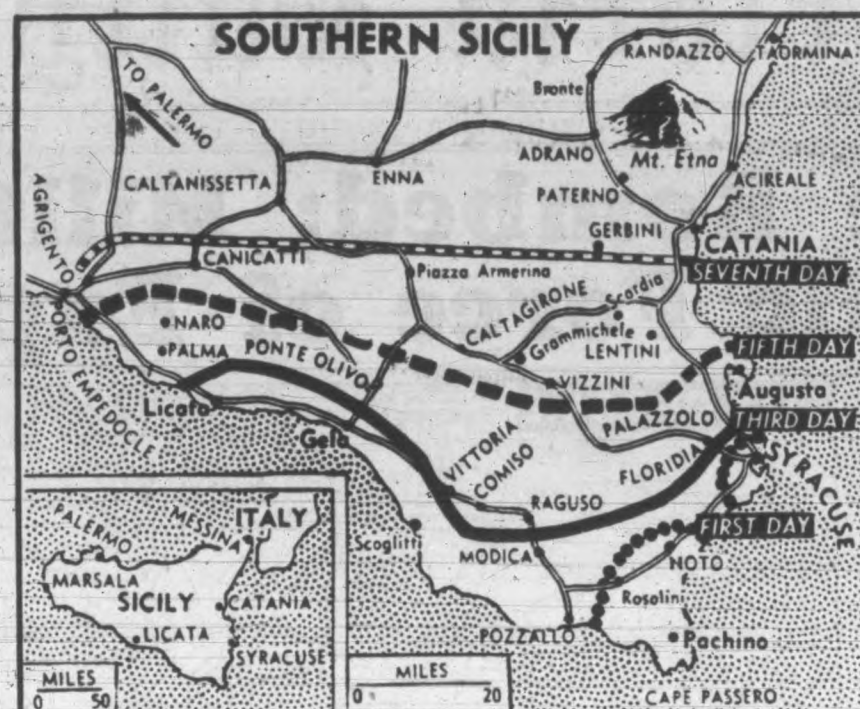 SOUTHERN SICILY
RANDAZZO
TAORMINA
Bronte
TO PALERMO
Mt. Etna
ADRANO
ENNA
CALTANISSETTA
PATERNO
ACIREALE
AGRIGENTO
GERBINI
CATANIA
CANICATTI
Piazza Armerina
SEVENTH DAY
CALTAGIRONE
Scardia
PORTO EMPEDOCLE
NARO
Grammichele
LENTINI
FIFTH DAY
PALMA
PONTE OLIVO
VIZZINI
Augusta
Licata
PALAZZOLO
THIRD DAY
Gela
VITTORIA
FLORIDIA
SYRACUSE
COMISO
RAGUSO
Scoglitti
FIRST DAY
MODICA
NOTO
Rosolini
POZZALLO
Pachino
CAPE PASSERO
MILES
0 20
PALERMO
MESSINA
ITALY
MARSALA
SICILY
CATANIA
LICATA
SYRACUSE
MILES
0 50